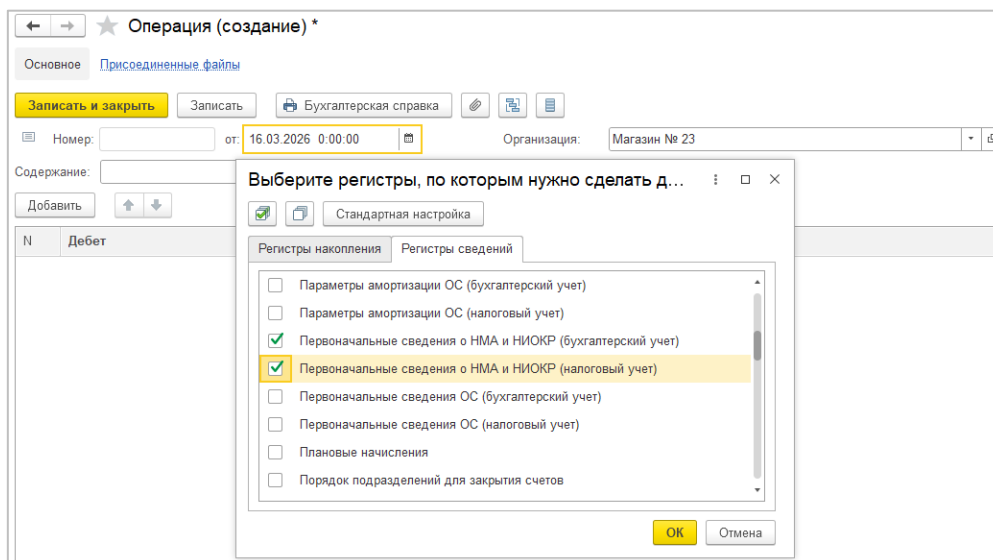 Операция (создание) *
Основное Присоединенные файлы
Записать и закрыть Записать Бухгалтерская справка
Номер: от: 16.03.2026 0:00:00 Организация: Магазин № 23
Содержание:
Выберите регистры, по которым нужно сделать д...
Добавить
Стандартная настройка
N Дебет
Регистры накопления Регистры сведений
Параметры амортизации ОС (бухгалтерский учет)
Параметры амортизации ОС (налоговый учет)
Первоначальные сведения о НМА и НИОКР (бухгалтерский учет)
Первоначальные сведения о НМА и НИОКР (налоговый учет)
Первоначальные сведения ОС (бухгалтерский учет)
Первоначальные сведения ОС (налоговый учет)
Плановые начисления
Порядок подразделений для закрытия счетов
ОК Отмена